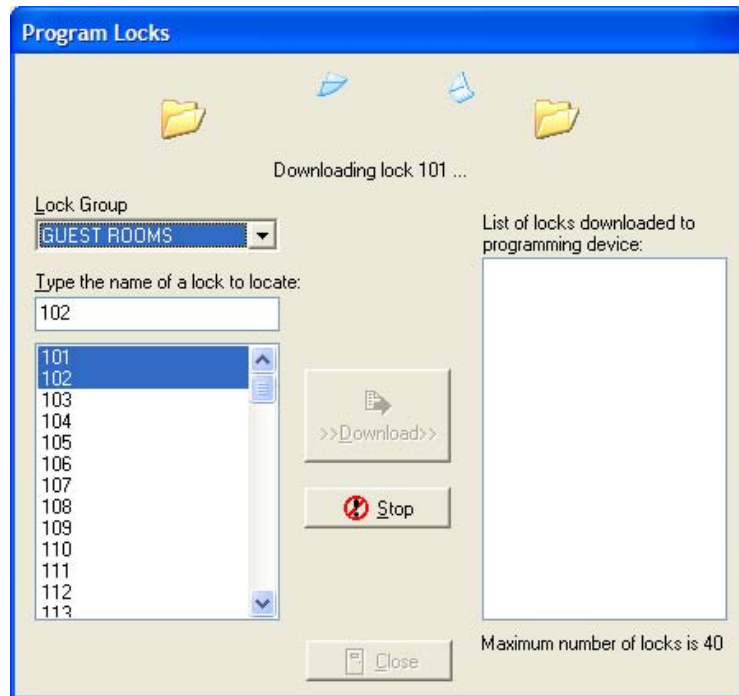 Program Locks
Downloading lock 101 ...
Lock Group
GUEST ROOMS
Type the name of a lock to locate:
102
101
102
103
104
105
106
107
108
109
110
111
112
113
>>Download>>
Stop
Close
List of locks downloaded to
programming device:
Maximum number of locks is 40